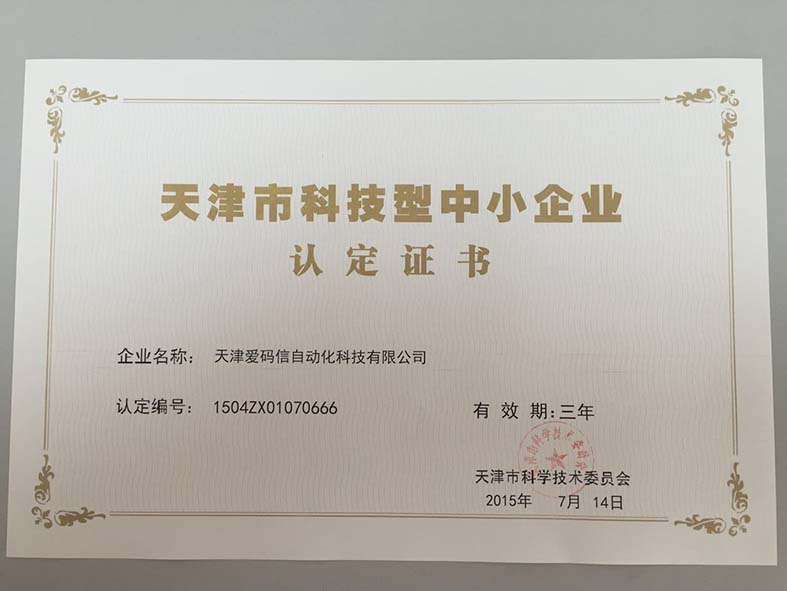 天津市科技型中小企业
认定证书
企业名称： 天津爱码信自动化科技有限公司
认定编号： 1504ZX01070666
有 效 期：三年
天津市科学技术委员会
2015年 7月 14日